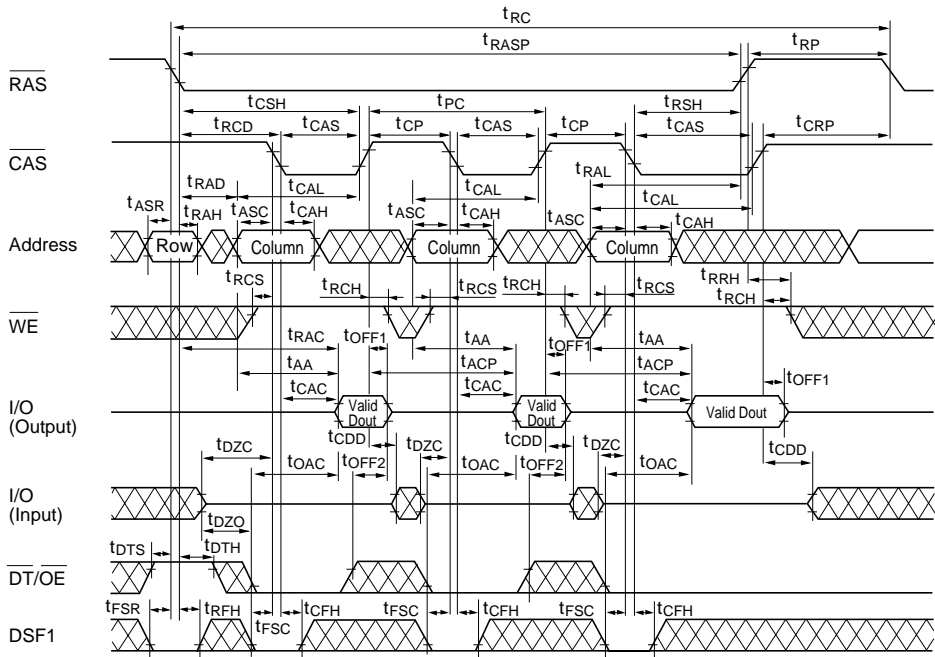 tRC
tRASP tRP
RAS
tCSH tPC tRSH
tRCD tCAS tCP tCAS tCP tCAS tCRP
CAS
tRAD tCAL tCAL tRAL
tCAL
tASR tRAH tASC tCAH tASC tCAH tASC tCAH
Address Row Column Column Column
tRCS tRCH tRCS tRCH tRCS tRRH
tRCH
WE
tRAC tOFF1 tAA tOFF1 tAA
tAA tACP tACP
tCAC tCAC tCAC tOFF1
I/O
(Output)
Valid
Dout
Valid
Dout
Valid Dout
tCDD tDZC tCDD tDZC tCDD
tDZC tOAC tOFF2 tOAC tOFF2 tOAC
I/O
(Input)
tDZO
tDTS tDTH
DT/OE
tFSR tRFH tFSC tCFH tFSC tCFH tFSC tCFH
DSF1